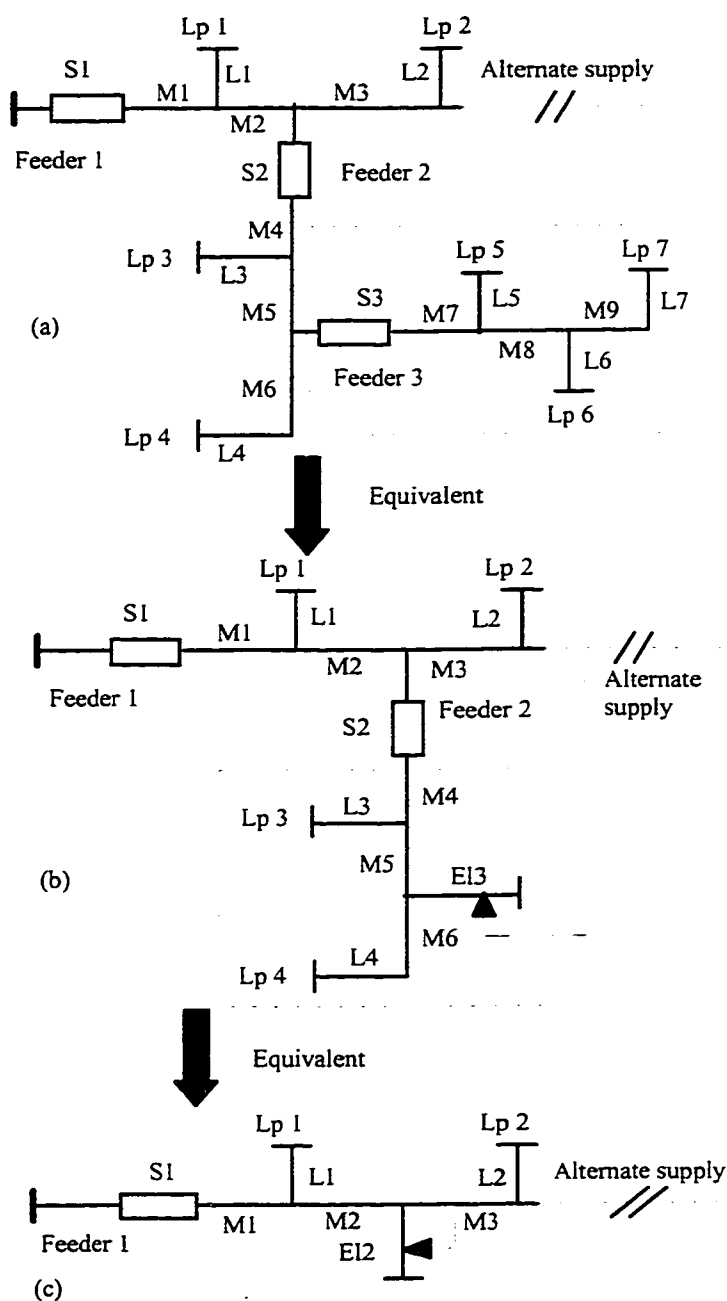 Lp 1
Lp 2
S1
L1
L2
Alternate supply
M1
M3
M2
Feeder 1
S2
Feeder 2
M4
Lp 3
L3
Lp 5
Lp 7
S3
L5
L7
M5
M7
M9
(a)
M8
L6
Feeder 3
M6
Lp 6
Lp 4
L4
Equivalent
Lp 1
Lp 2
S1
L1
L2
M1
M2
M3
Feeder 1
Alternate
supply
Feeder 2
S2
L3
M4
Lp 3
M5
El3
(b)
M6
L4
Lp 4
Equivalent
Lp 1
Lp 2
S1
L1
L2
Alternate supply
M1
M2
M3
Feeder 1
El2
(c)